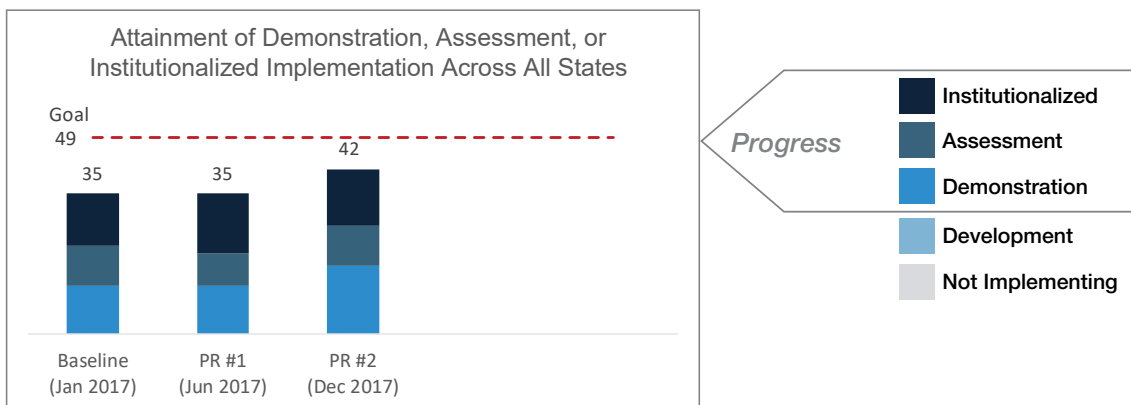 Attainment of Demonstration, Assessment, or
Institutionalized Implementation Across All States
Goal
49
35
35
42
Baseline
(Jan 2017)
PR #1
(Jun 2017)
PR #2
(Dec 2017)
Progress
Institutionalized
Assessment
Demonstration
Development
Not Implementing